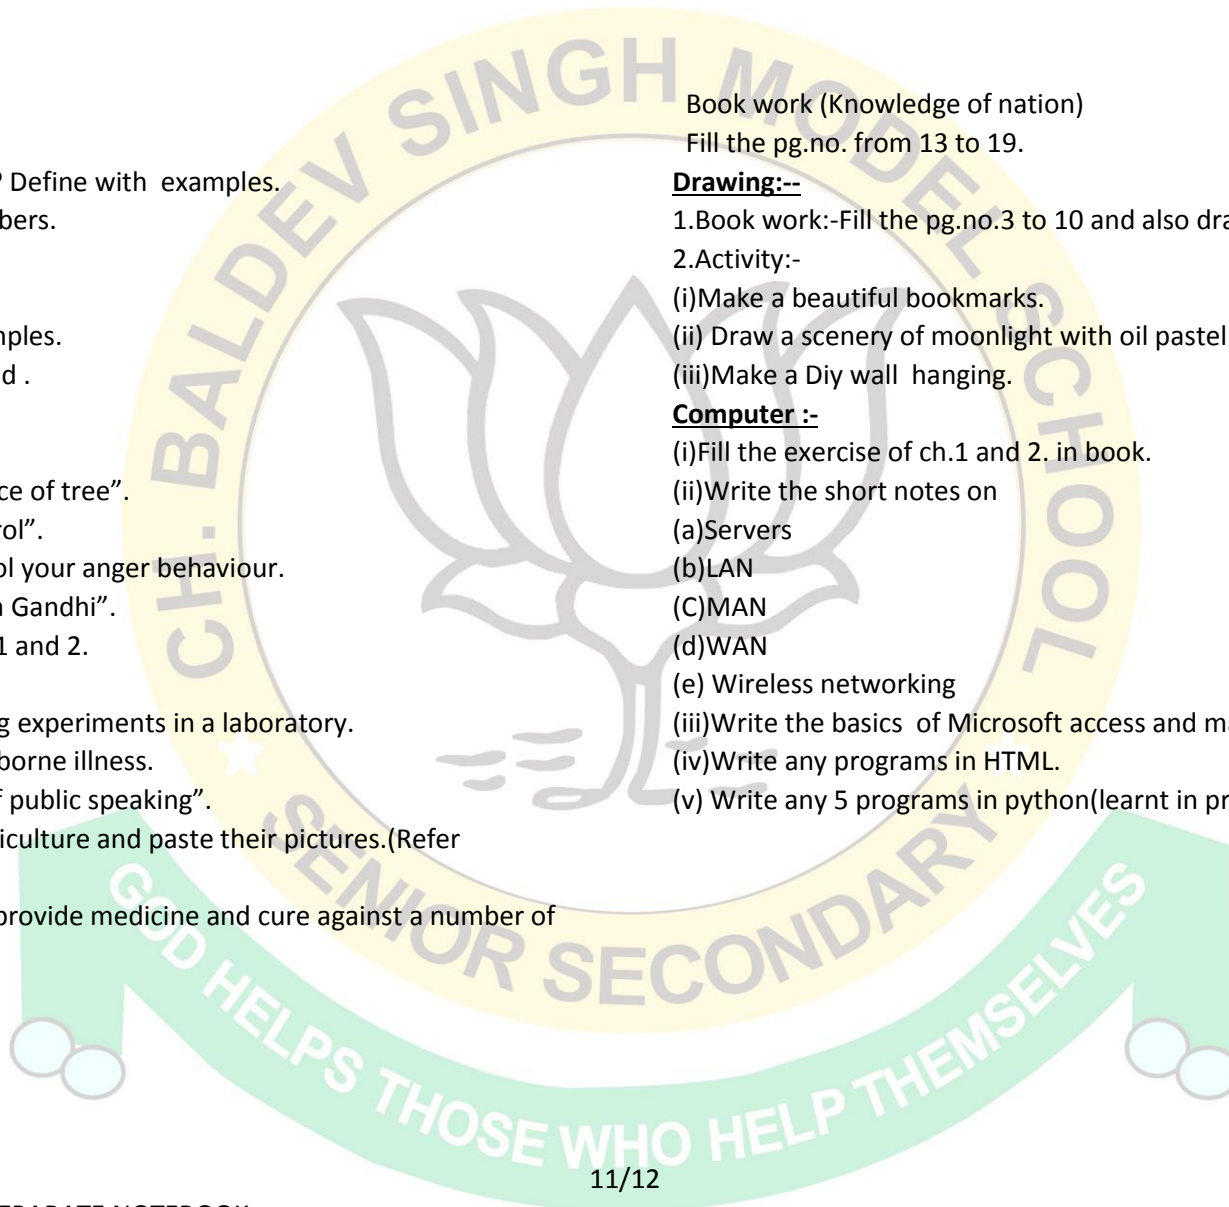 ? Define with examples.
bers.
nples.
d .
ce of tree”.
rol”.
ol your anger behaviour.
n Gandhi”.
1 and 2.
g experiments in a laboratory.
borne illness.
f public speaking”.
iculture and paste their pictures.(Refer
provide medicine and cure against a number of
Book work (Knowledge of nation)
Fill the pg.no. from 13 to 19.
Drawing:--
1.Book work:-Fill the pg.no.3 to 10 and also dra
2.Activity:-
(i)Make a beautiful bookmarks.
(ii) Draw a scenery of moonlight with oil pastel
(iii)Make a Diy wall hanging.
Computer :-
(i)Fill the exercise of ch.1 and 2. in book.
(ii)Write the short notes on
(a)Servers
(b)LAN
(C)MAN
(d)WAN
(e) Wireless networking
(iii)Write the basics of Microsoft access and ma
(iv)Write any programs in HTML.
(v) Write any 5 programs in python(learnt in pr
CH. BALDEV SINGH MODEL SCHOOL
SENIOR SECONDARY
GOD HELPS THOSE WHO HELP THEMSELVES
11/12
EPARATE NOTEBOOK